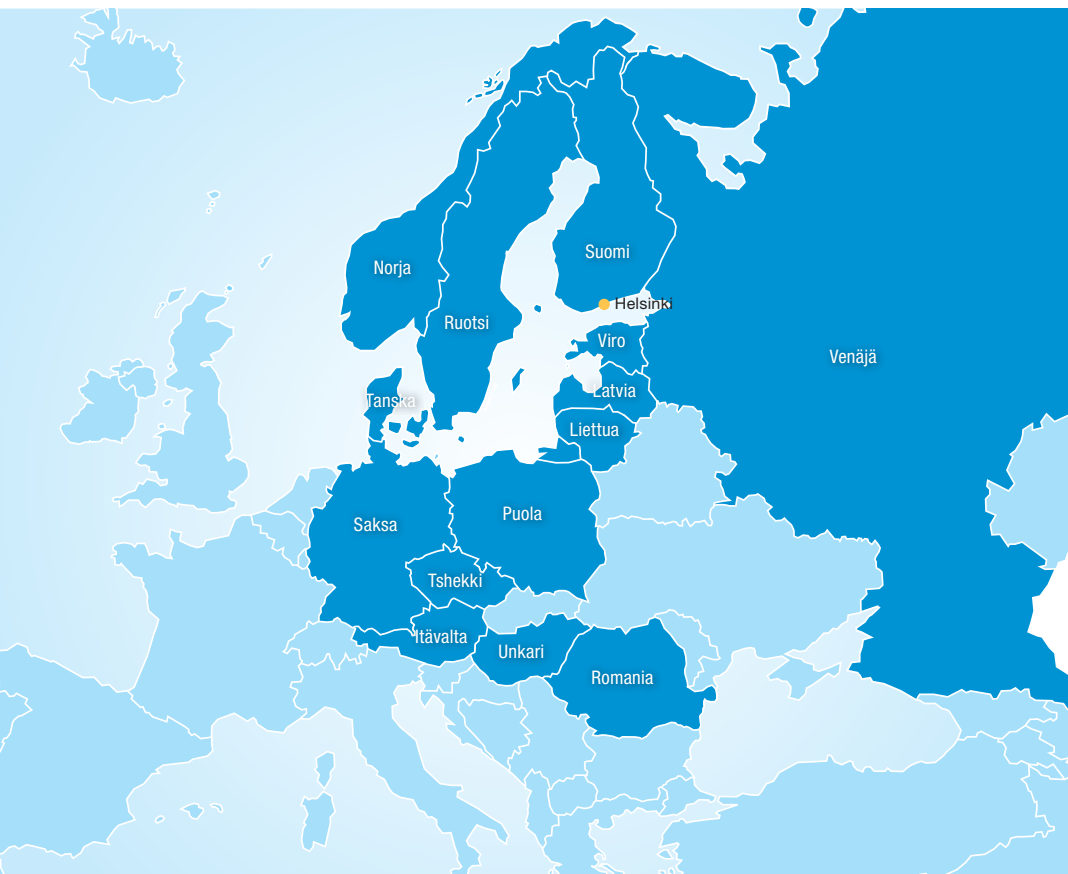 Suomi
Norja
Helsinki
Ruotsi
Viro
Venäjä
Latvia
Tanska
Liettua
Puola
Saksa
Tshekki
Itävalta
Unkari
Romania